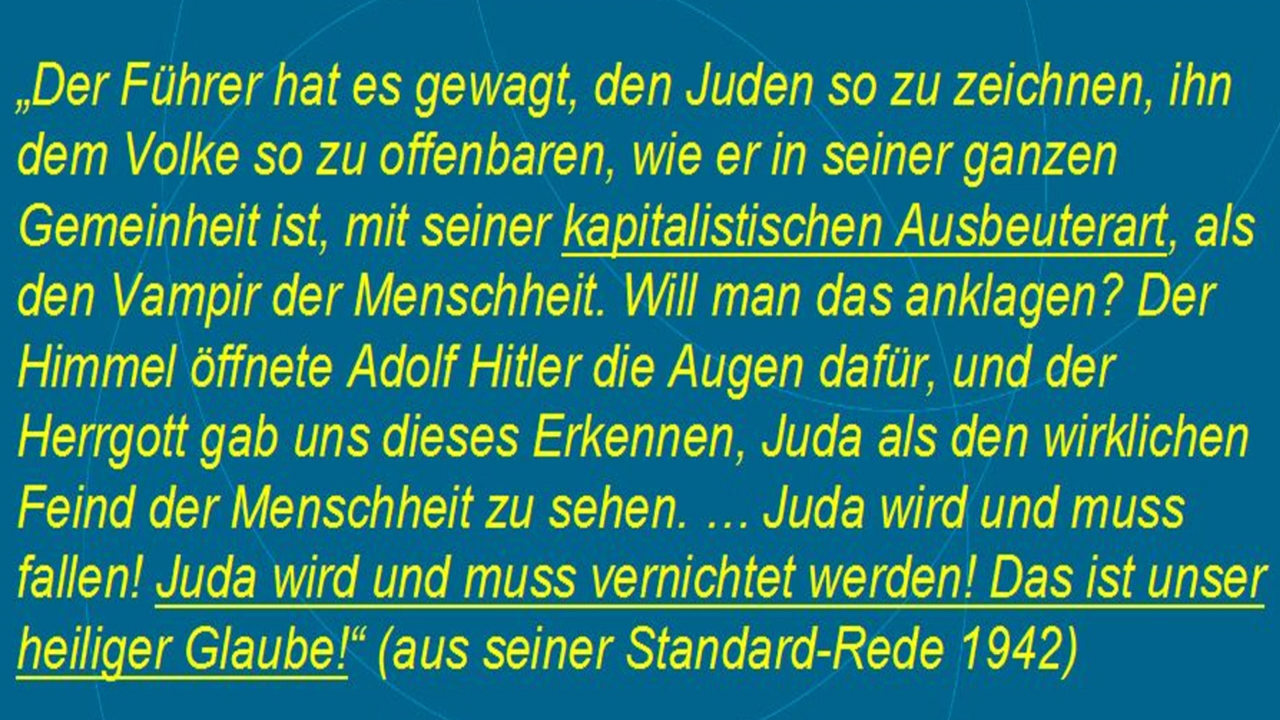 „Der Führer hat es gewagt, den Juden so zu zeichnen, ihn
dem Volke so zu offenbaren, wie er in seiner ganzen
Gemeinheit ist, mit seiner kapitalistischen Ausbeuterart, als
den Vampir der Menschheit. Will man das anklagen? Der
Himmel öffnete Adolf Hitler die Augen dafür, und der
Herrgott gab uns dieses Erkennen, Juda als den wirklichen
Feind der Menschheit zu sehen. … Juda wird und muss
fallen! Juda wird und muss vernichtet werden! Das ist unser
heiliger Glaube!“ (aus seiner Standard-Rede 1942)